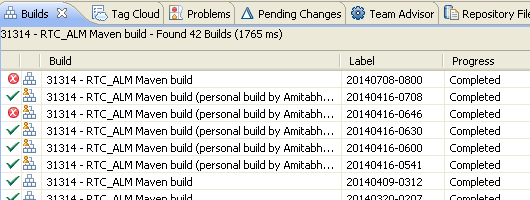 Builds Tag Cloud Problems Pending Changes Team Advisor Repository File
31314 - RTC_ALM Maven build - Found 42 Builds (1765 ms)
Build Label Progress
31314 - RTC_ALM Maven build 20140708-0800 Completed
31314 - RTC_ALM Maven build (personal build by Amitabh... 20140416-0708 Completed
31314 - RTC_ALM Maven build (personal build by Amitabh... 20140416-0646 Completed
31314 - RTC_ALM Maven build (personal build by Amitabh... 20140416-0630 Completed
31314 - RTC_ALM Maven build (personal build by Amitabh... 20140416-0600 Completed
31314 - RTC_ALM Maven build (personal build by Amitabh... 20140416-0541 Completed
31314 - RTC_ALM Maven build 20140409-0312 Completed
31314 - RTC_ALM Maven build 20140320-0207 Completed